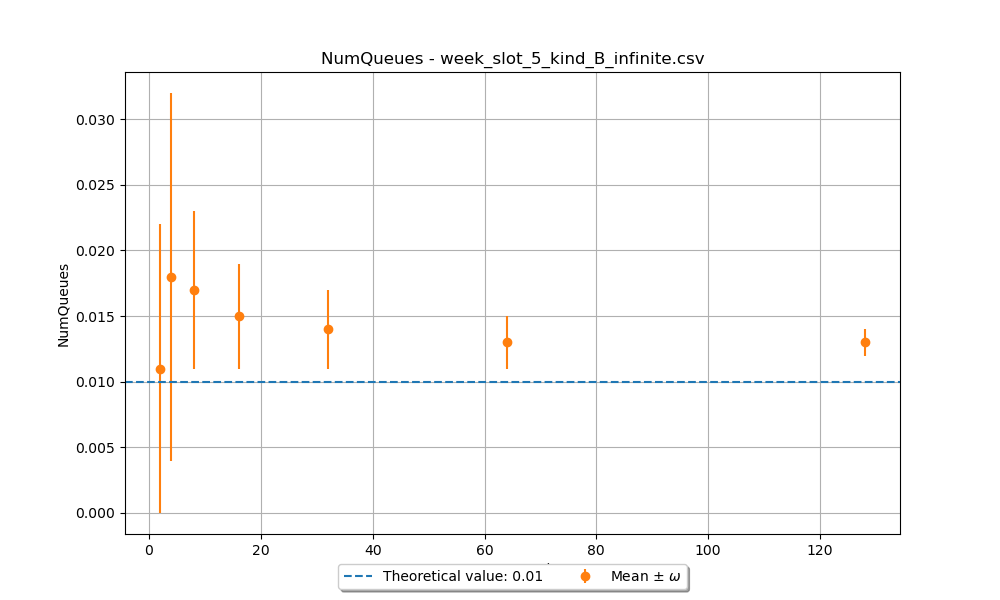 NumQueues - week_slot_5_kind_B_infinite.csv
0.030
0.025
0.020
0.015
0.010
0.005
0.000
NumQueues
0 20 40 60 80 100 120
Theoretical value: 0.01 Mean ± ω